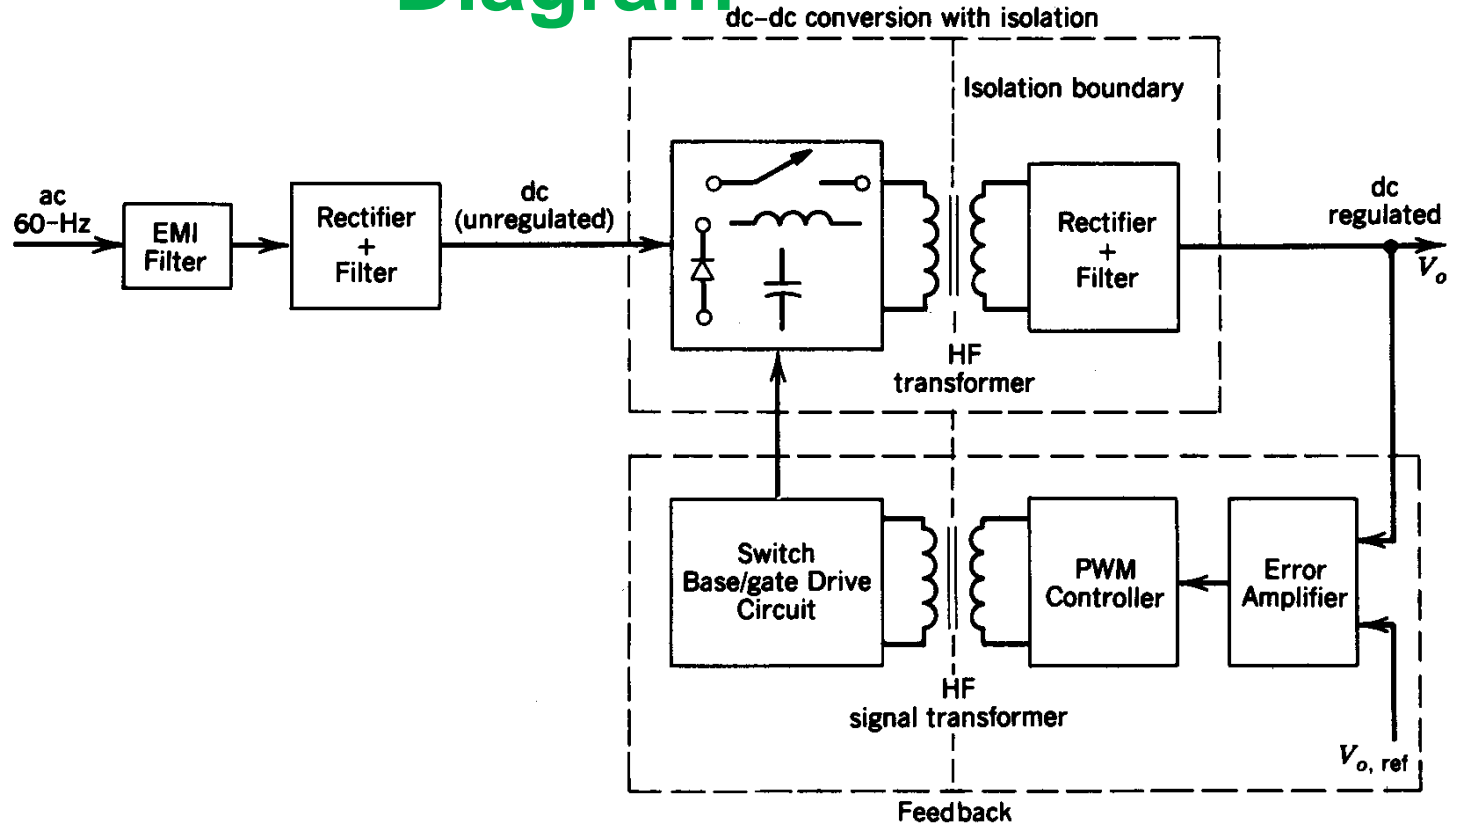 Diagram
dc-dc conversion with isolation
Isolation boundary
ac
60-Hz
EMI
Filter
Rectifier
+
Filter
dc
(unregulated)
HF
transformer
Rectifier
+
Filter
dc
regulated
Vo
Switch
Base/gate Drive
Circuit
HF
signal transformer
PWM
Controller
Error
Amplifier
Vo, ref
Feedback